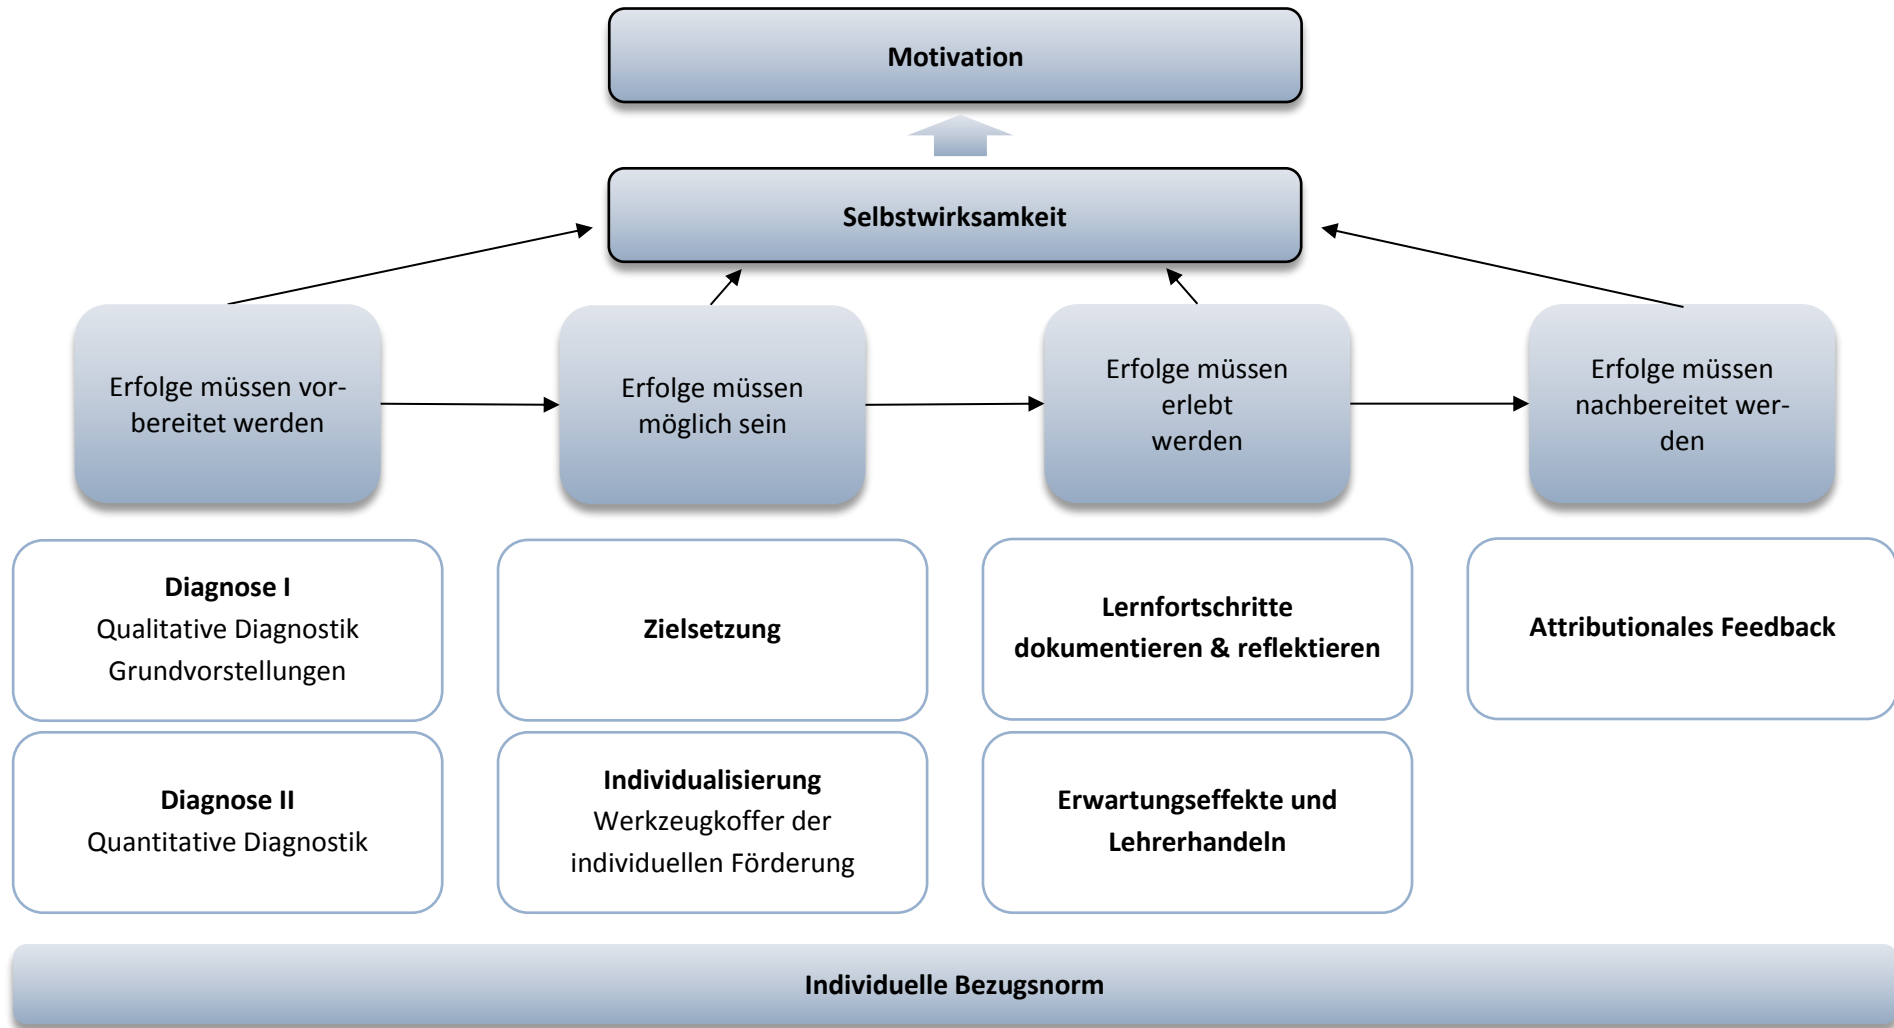 Motivation
Selbstwirksamkeit
Erfolge müssen vor-
bereitet werden
Erfolge müssen
möglich sein
Erfolge müssen
erlebt
werden
Erfolge müssen
nachbereitet wer-
den
Diagnose I
Qualitative Diagnostik
Grundvorstellungen
Zielsetzung
Lernfortschritte
dokumentieren & reflektieren
Attributionales Feedback
Diagnose II
Quantitative Diagnostik
Individualisierung
Werkzeugkoffer der
individuellen Förderung
Erwartungseffekte und
Lehrerhandeln
Individuelle Bezugsnorm